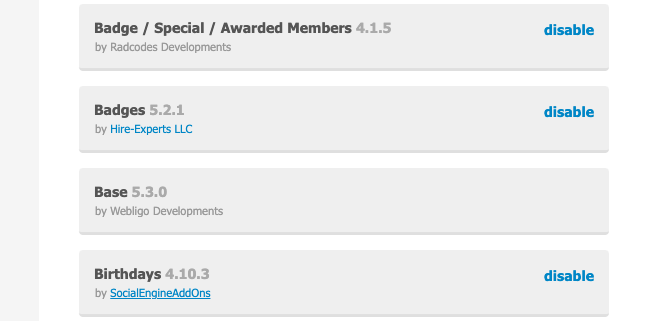 Badge / Special / Awarded Members 4.1.5
disable
by Radcodes Developments
Badges 5.2.1
disable
by Hire-Experts LLC
Base 5.3.0
by Webligo Developments
Birthdays 4.10.3
disable
by SocialEngineAddOns